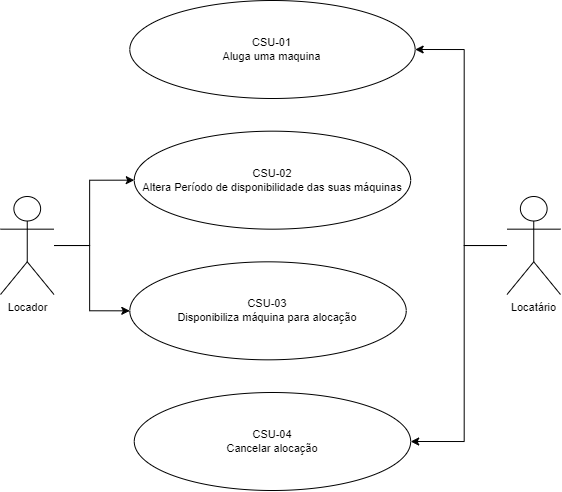 CSU-01
Aluga uma maquina
CSU-02
Altera Período de disponibilidade das suas máquinas
CSU-03
Disponibiliza máquina para alocação
Locador
Locatário
CSU-04
Cancelar alocação